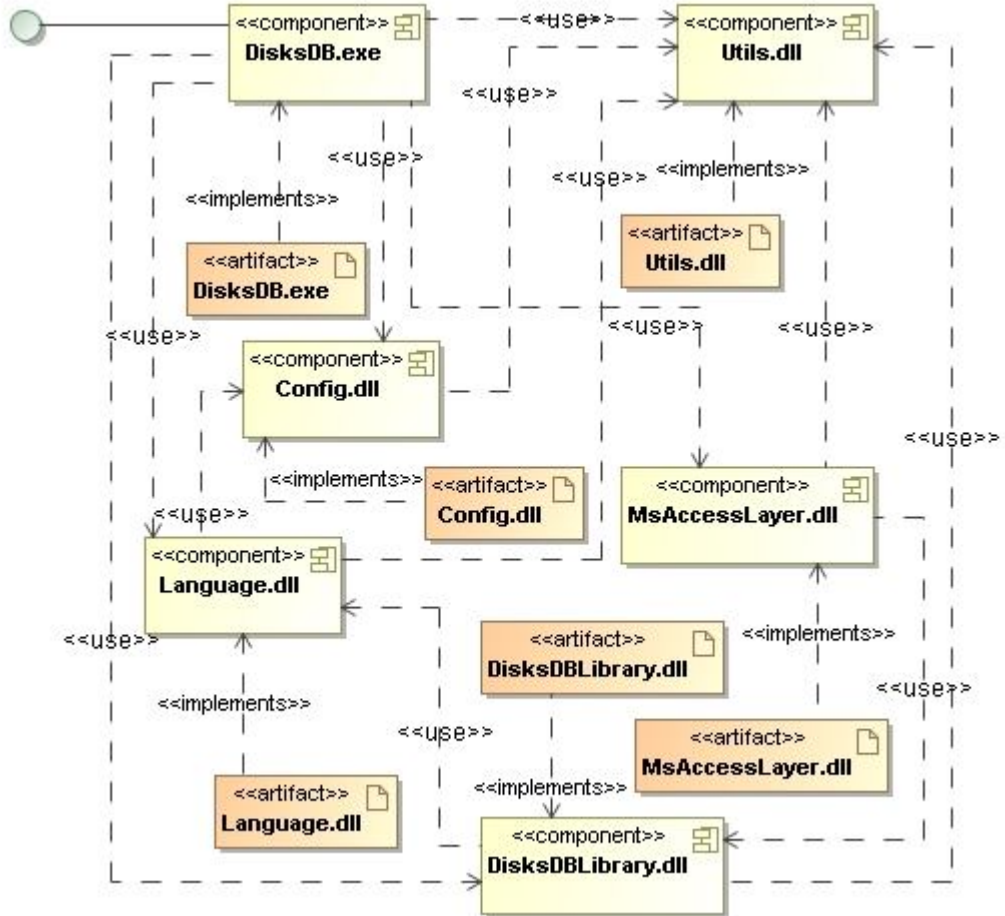 <<component>>
DisksDB.exe
<<use>>
<<component>>
Utils.dll
<<use>>
<<use>>
<<use>>
<<implements>>
<<implements>>
<<artifact>>
Utils.dll
<<artifact>>
DisksDB.exe
<<use>>
<<use>>
<<use>>
<<component>>
Config.dll
<<use>>
<<implements>>
<<artifact>>
Config.dll
<<component>>
MsAccessLayer.dll
<<use>>
<<component>>
Language.dll
<<use>>
<<implements>>
<<artifact>>
DisksDBLibrary.dll
<<use>>
<<implements>>
<<use>>
<<artifact>>
MsAccessLayer.dll
<<implements>>
<<artifact>>
Language.dll
<<component>>
DisksDBLibrary.dll